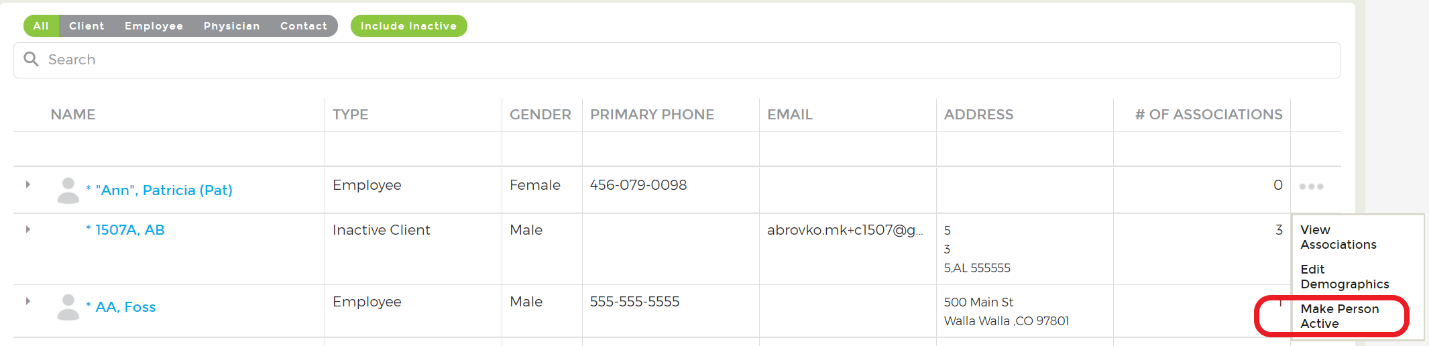 All Client Employee Physician Contact Include Inactive
Search
NAME TYPE GENDER PRIMARY PHONE EMAIL ADDRESS # OF ASSOCIATIONS
* "Ann", Patricia (Pat) Employee Female 456-079-0098 0
* 1507A, AB Inactive Client Male abrovko.mk+c1507@g... 5 3
3
5,AL 555555
View
Associations
Edit
Demographics
* AA, Foss Employee Male 555-555-5555 500 Main St 1
Walla Walla ,CO 97801
Make Person
Active